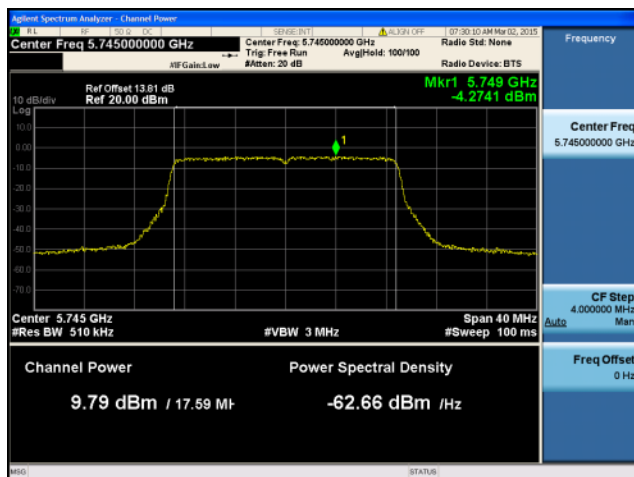 Agilent Spectrum Analyzer - Channel Power
RL RF 50 Ω DC SENSE:INT ALIGN OFF 07:30:10 AM Mar 02, 2015
Center Freq 5.745000000 GHz Center Freq: 5.745000000 GHz Radio Std: None
Trig: Free Run Avg|Hold: 100/100
#IFGain:Low #Atten: 20 dB Radio Device: BTS
Frequency
Ref Offset 13.81 dB Mkr1 5.749 GHz
10 dB/div Ref 20.00 dBm -4.2741 dBm
Log
10.0
0.00
-10.0
-20.0
-30.0
-40.0
-50.0
-60.0
-70.0
1
Center 5.745 GHz Span 40 MHz
#Res BW 510 kHz #VBW 3 MHz #Sweep 100 ms
Channel Power Power Spectral Density
9.79 dBm / 17.59 MH -62.66 dBm /Hz
Center Freq
5.745000000 GHz
CF Step
4.000000 MHz
Auto Man
Freq Offset
0 Hz
MSG STATUS